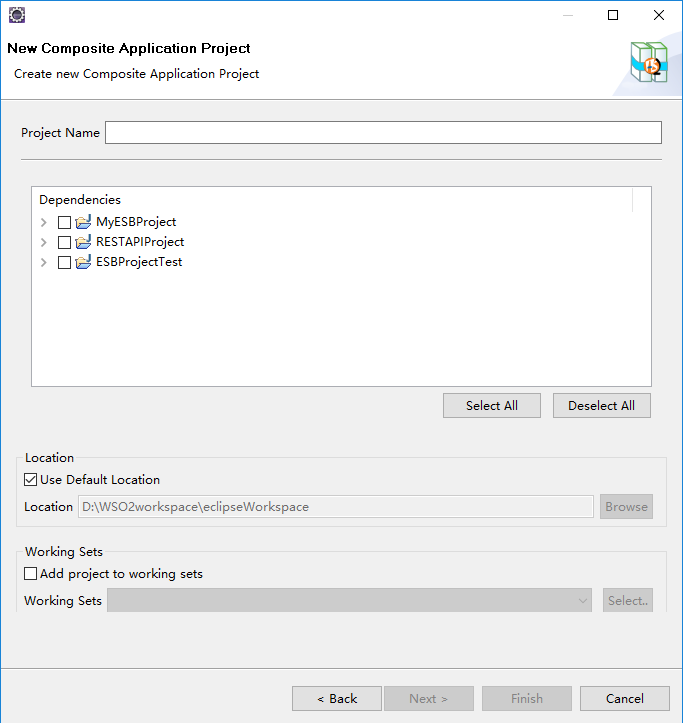 New Composite Application Project
Create new Composite Application Project
Project Name
Dependencies
MyESBProject
RESTAPIProject
ESBProjectTest
Select All Deselect All
Location
Use Default Location
Location D:\WSO2workspace\eclipseWorkspace Browse
Working Sets
Add project to working sets
Working Sets Select..
< Back Next > Finish Cancel